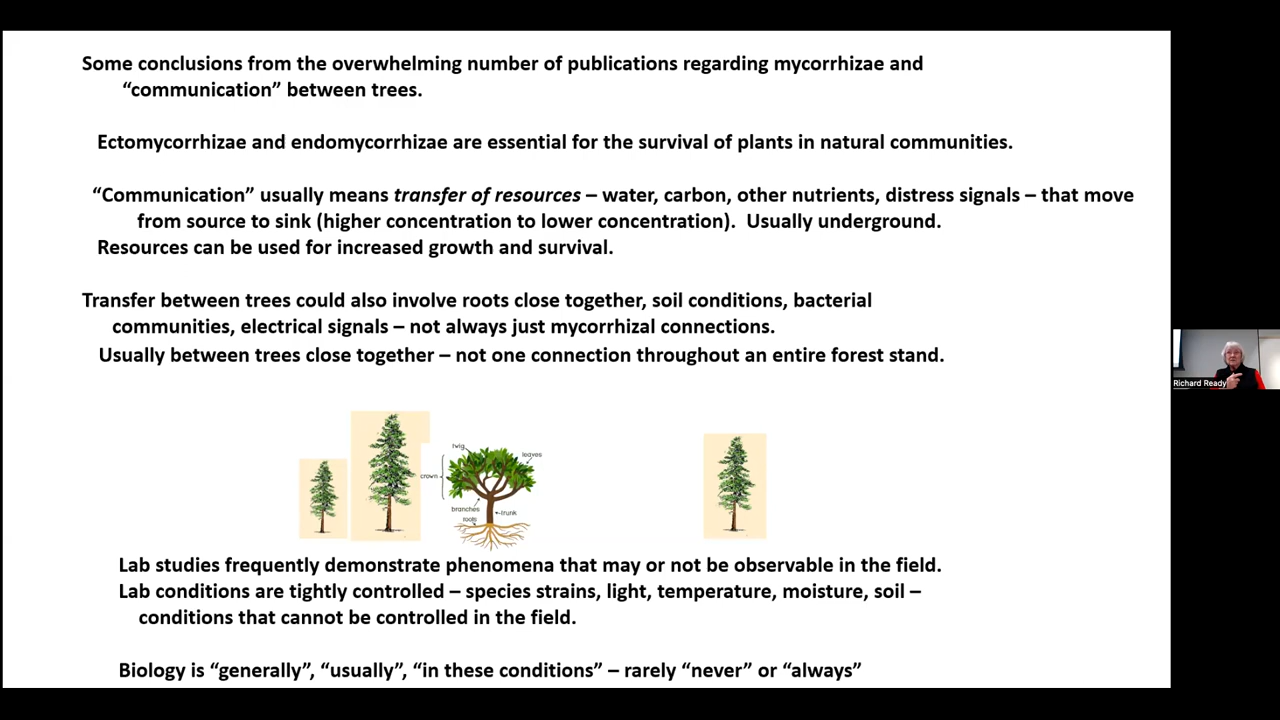 Some conclusions from the overwhelming number of publications regarding mycorrhizae and
“communication” between trees.
Ectomycorrhizae and endomycorrhizae are essential for the survival of plants in natural communities.
“Communication” usually means transfer of resources – water, carbon, other nutrients, distress signals – that move
from source to sink (higher concentration to lower concentration).  Usually underground.
Resources can be used for increased growth and survival.
Transfer between trees could also involve roots close together, soil conditions, bacterial
communities, electrical signals – not always just mycorrhizal connections.
Usually between trees close together – not one connection throughout an entire forest stand.
twig
leaves
crown
branches
trunk
roots
Richard Ready
Lab studies frequently demonstrate phenomena that may or not be observable in the field.
Lab conditions are tightly controlled – species strains, light, temperature, moisture, soil –
conditions that cannot be controlled in the field.
Biology is “generally”, “usually”, “in these conditions” – rarely “never” or “always”